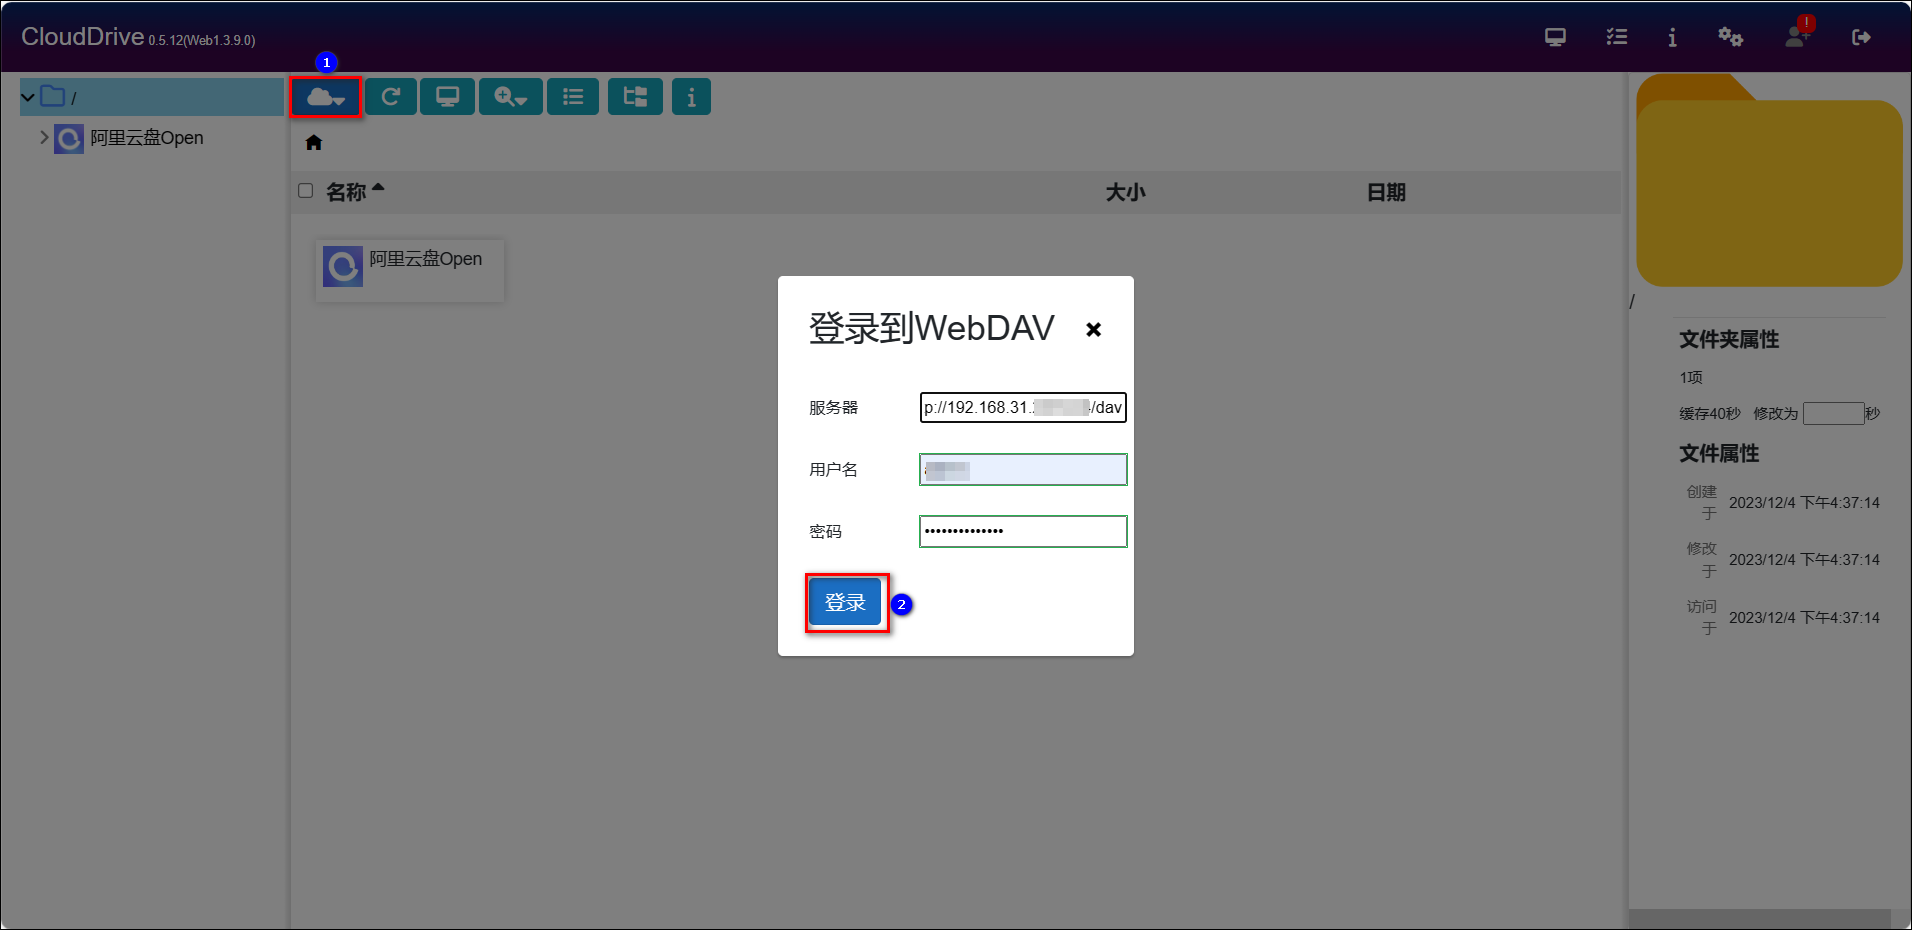 CloudDrive 0.5.12(Web1.3.9.0)
!
1
/
阿里云盘Open
名称
大小
日期
阿里云盘Open
登录到WebDAV
服务器
p://192.168.31. /dav
用户名
密码
••••••••••••••
登录
2
/
文件夹属性
1项
缓存40秒 修改为 秒
文件属性
创建于 2023/12/4 下午4:37:14
修改于 2023/12/4 下午4:37:14
访问于 2023/12/4 下午4:37:14